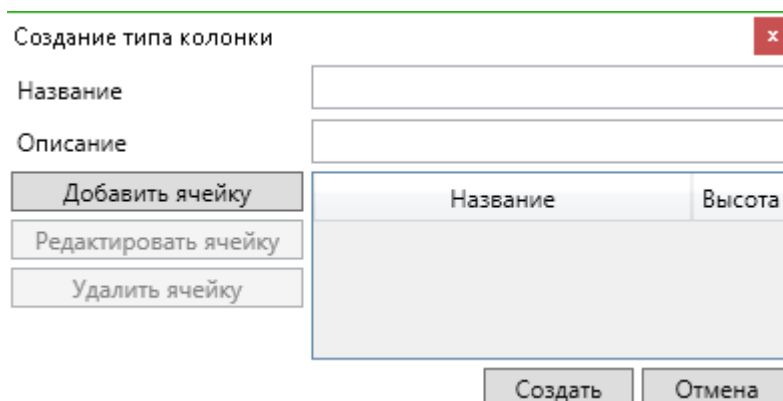 Создание типа колонки x
Название
Описание
Добавить ячейку
Название Высота
Редактировать ячейку
Удалить ячейку
Создать Отмена